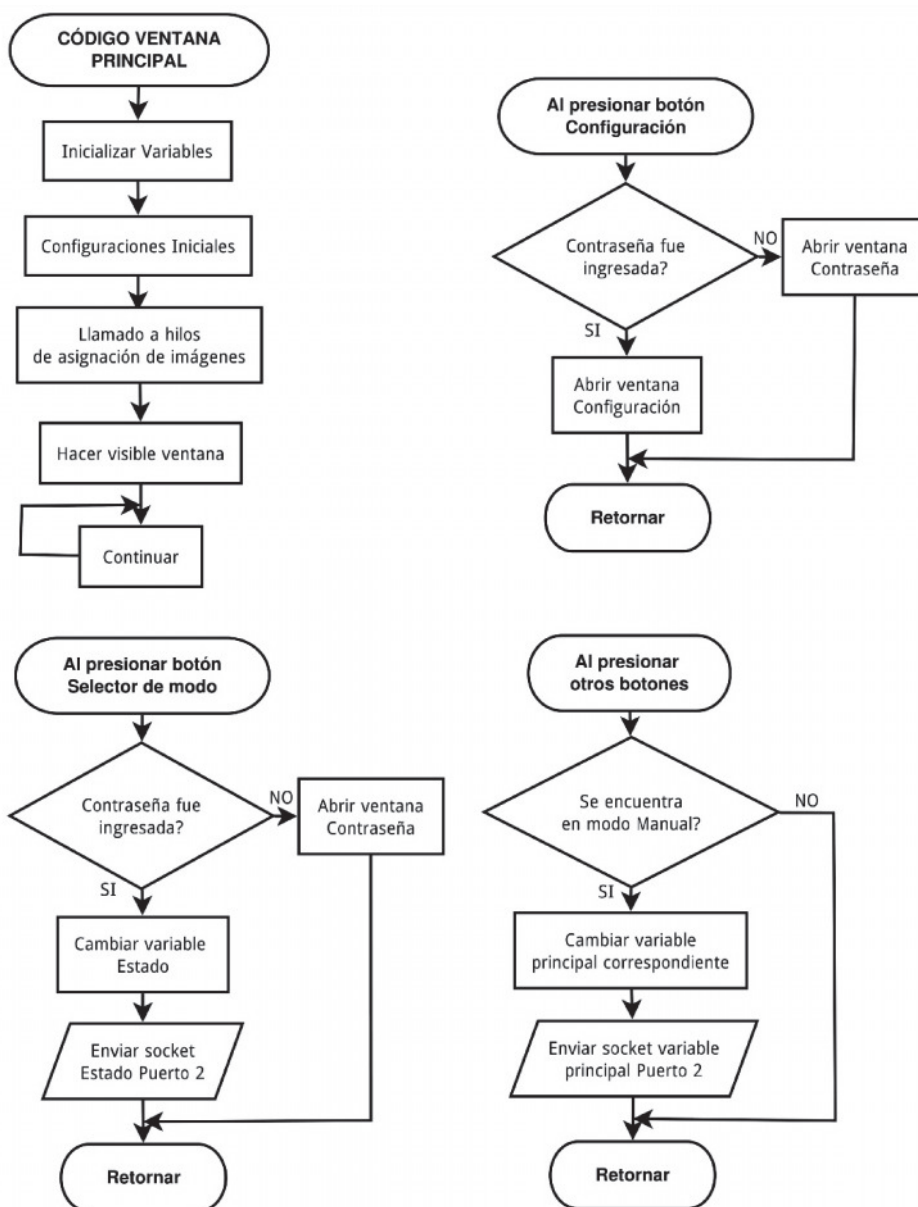 CÓDIGO VENTANA
PRINCIPAL
Inicializar Variables
Configuraciones Iniciales
Llamado a hilos
de asignación de imágenes
Hacer visible ventana
Continuar
Al presionar botón
Configuración
Contraseña fue
ingresada?
NO
Abrir ventana
Contraseña
SI
Abrir ventana
Configuración
Retornar
Al presionar botón
Selector de modo
Contraseña fue
ingresada?
NO
Abrir ventana
Contraseña
SI
Cambiar variable
Estado
Enviar socket
Estado Puerto 2
Retornar
Al presionar
otros botones
Se encuentra
en modo Manual?
NO
SI
Cambiar variable
principal correspondiente
Enviar socket variable
principal Puerto 2
Retornar